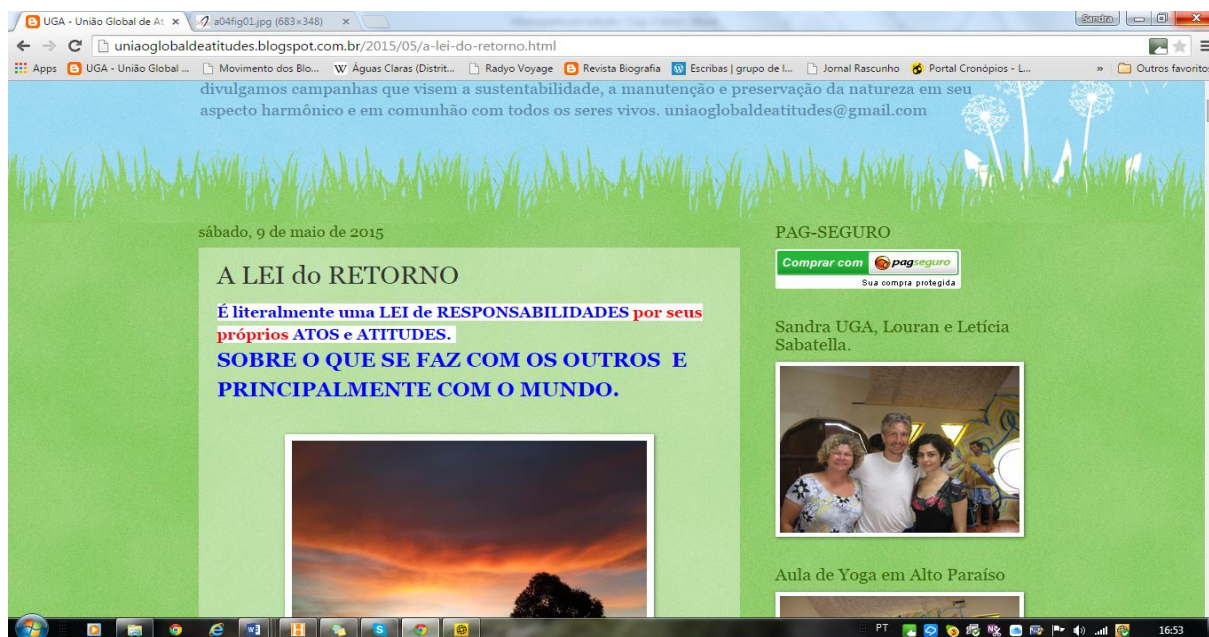 UGA - União Global de At
a04fig01.jpg (683×348)
Sandra
uniaoglobaldeatitudes.blogspot.com.br/2015/05/a-lei-do-retorno.html
Apps UGA - União Global ... Movimento dos Blo... Águas Claras (Distrit... Radyo Voyage Revista Biografia Escribas | grupo de l... Jornal Rascunho Portal Cronópios - L... » Outros favoritos
divulgamos campanhas que visem a sustentabilidade, a manutenção e preservação da natureza em seu
aspecto harmônico e em comunhão com todos os seres vivos. uniaoglobaldeatitudes@gmail.com
sábado, 9 de maio de 2015
A LEI do RETORNO
É literalmente uma LEI de RESPONSABILIDADES por seus
próprios ATOS e ATITUDES.
SOBRE O QUE SE FAZ COM OS OUTROS E
PRINCIPALMENTE COM O MUNDO.
PAG-SEGURO
Comprar com pagseguro
Sua compra protegida
Sandra UGA, Louran e Letícia
Sabatella.
Aula de Yoga em Alto Paraíso
PT 16:53